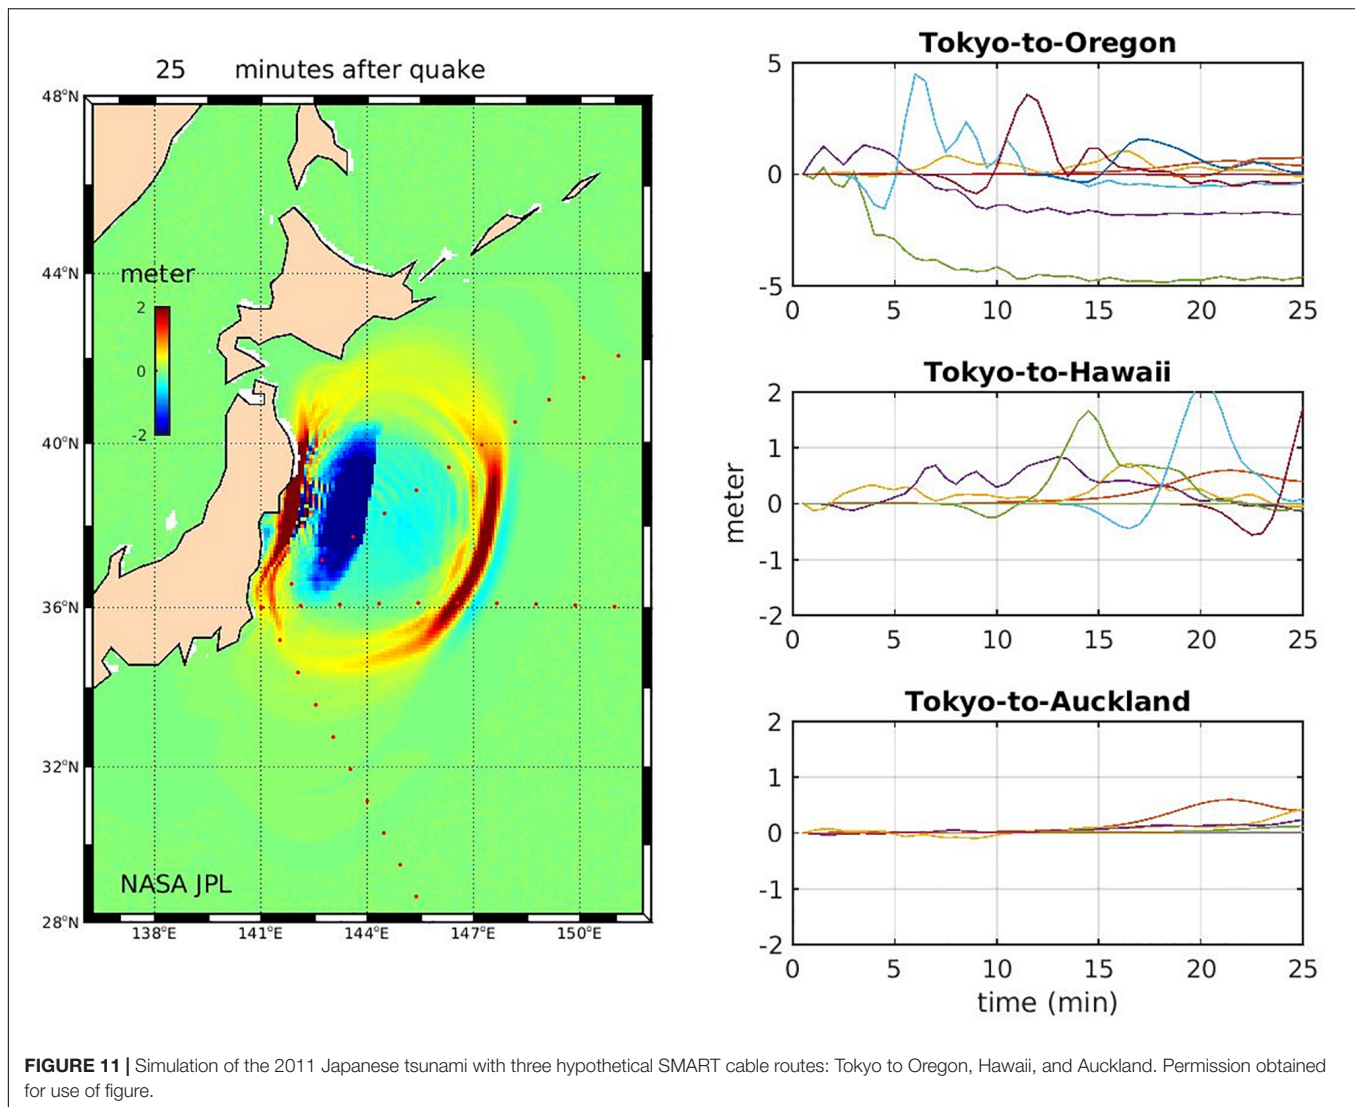 25 minutes after quake
48°N
44°N
40°N
36°N
32°N
28°N
138°E
141°E
144°E
147°E
150°E
meter
2
0
-2
NASA JPL
Tokyo-to-Oregon
5
0
-5
0 5 10 15 20 25
Tokyo-to-Hawaii
2
1
0
-1
-2
meter
0 5 10 15 20 25
Tokyo-to-Auckland
2
1
0
-1
-2
0 5 10 15 20 25
time (min)
FIGURE 11 | Simulation of the 2011 Japanese tsunami with three hypothetical SMART cable routes: Tokyo to Oregon, Hawaii, and Auckland. Permission obtained
for use of figure.